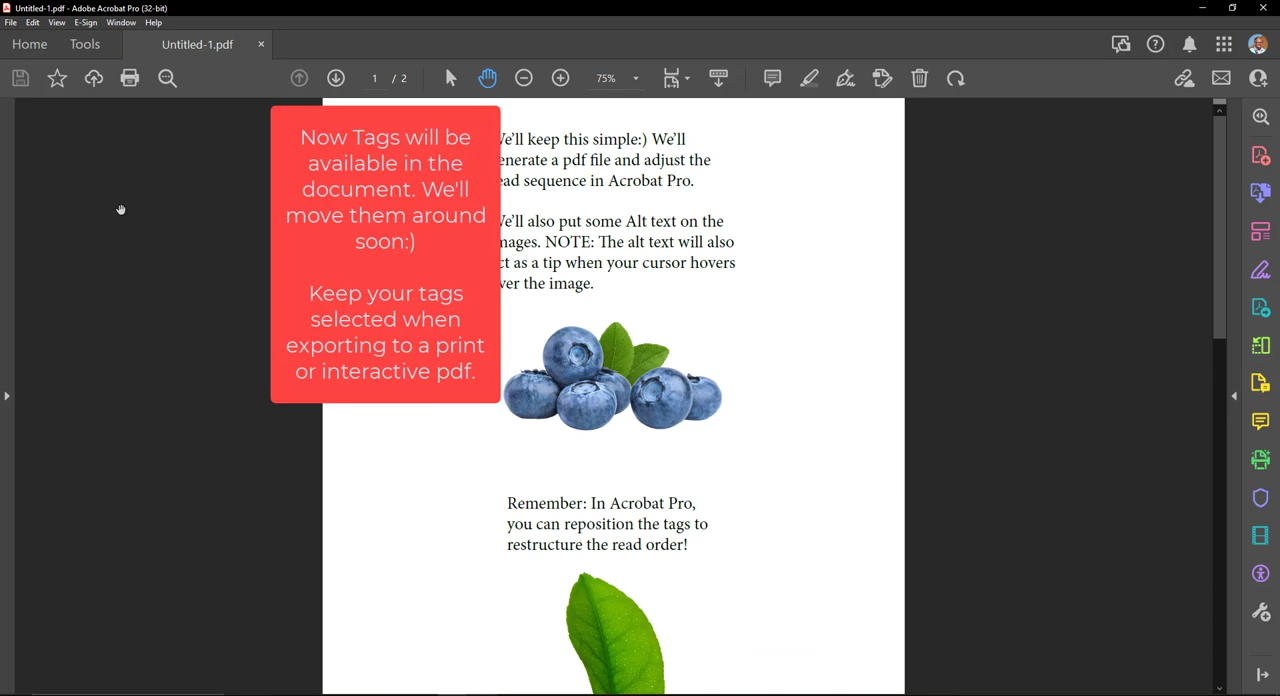 Untitled-1.pdf - Adobe Acrobat Pro (32-bit)
File Edit View E-Sign Window Help
Home Tools Untitled-1.pdf ×
1 / 2 75%
Now Tags will be
available in the
document. We'll
move them around
soon:)
Keep your tags
selected when
exporting to a print
or interactive pdf.
e'll keep this simple:) We'll
enerate a pdf file and adjust the
ad sequence in Acrobat Pro.
e'll also put some Alt text on the
ages. NOTE: The alt text will also
ct as a tip when your cursor hovers
ver the image.
Remember: In Acrobat Pro,
you can reposition the tags to
restructure the read order!